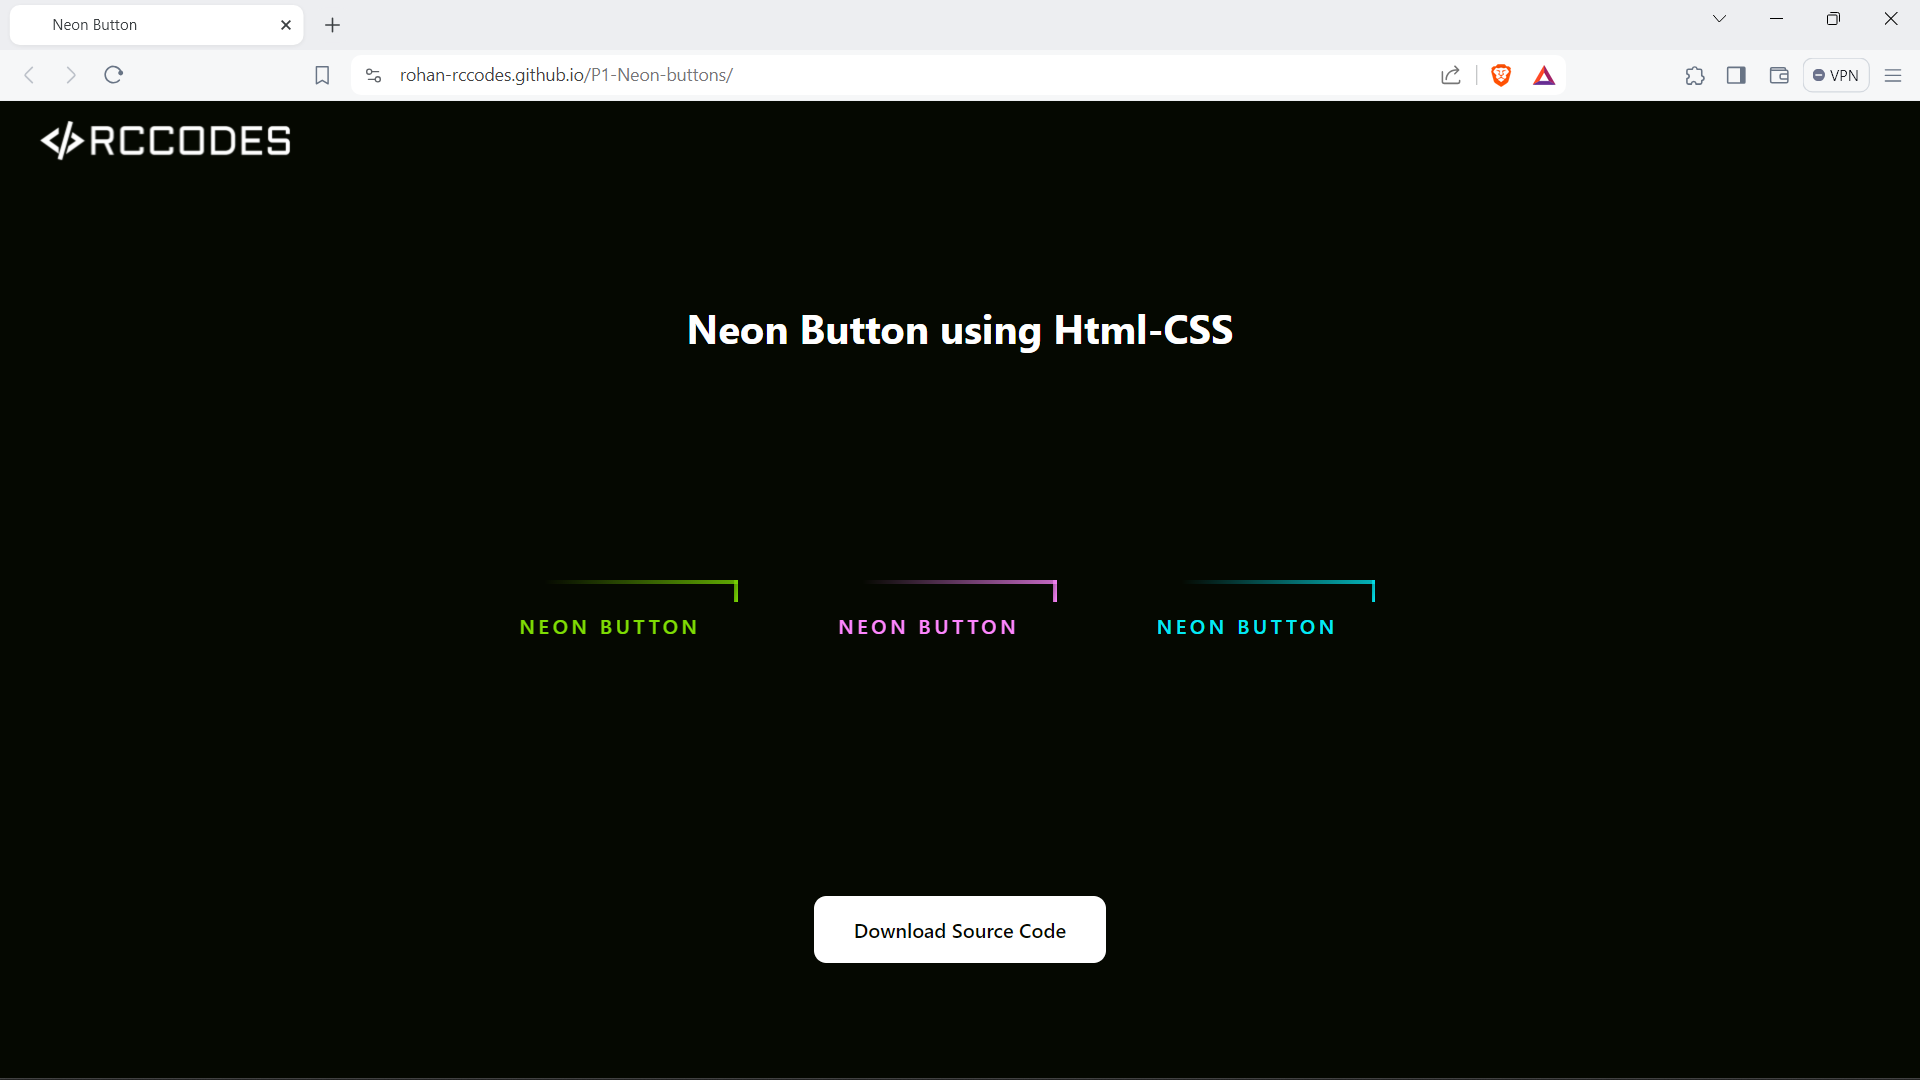 Neon Button
rohan-rccodes.github.io/P1-Neon-buttons/
VPN
</>RCCODES
Neon Button using Html-CSS
NEON BUTTON
NEON BUTTON
NEON BUTTON
Download Source Code